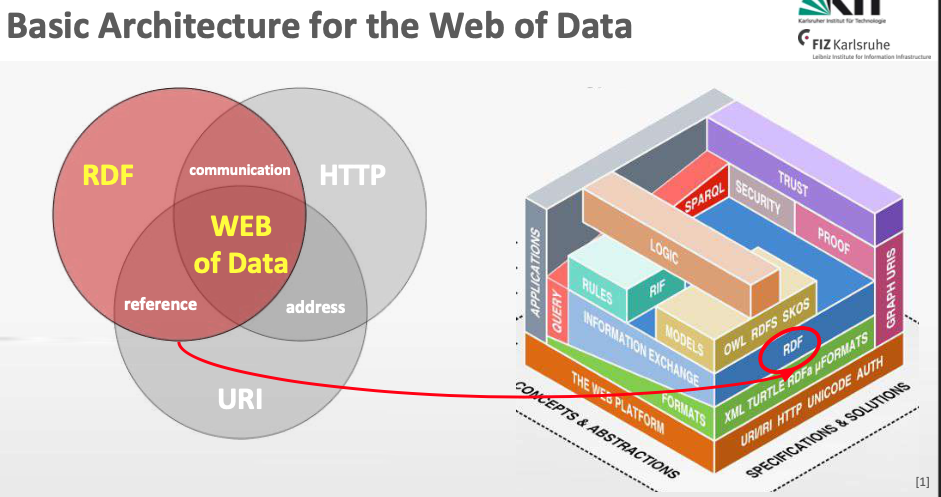 Basic Architecture for the Web of Data
Karlsruher Institut für Technologie
FIZ Karlsruhe
Leibniz Institute for Information Infrastructure
RDF
communication
HTTP
WEB
of Data
reference
address
URI
TRUST
SPARQL
SECURITY
PROOF
APPLICATIONS
LOGIC
GRAPH URIS
QUERY
RULES
RIF
INFORMATION EXCHANGE
MODELS
OWL RDFS SKOS
RDF
THE WEB PLATFORM
FORMATS
XML TURTLE RDFa µFORMATS
URI/IRI HTTP UNICODE AUTH
CONCEPTS & ABSTRACTIONS
SPECIFICATIONS & SOLUTIONS
[1]